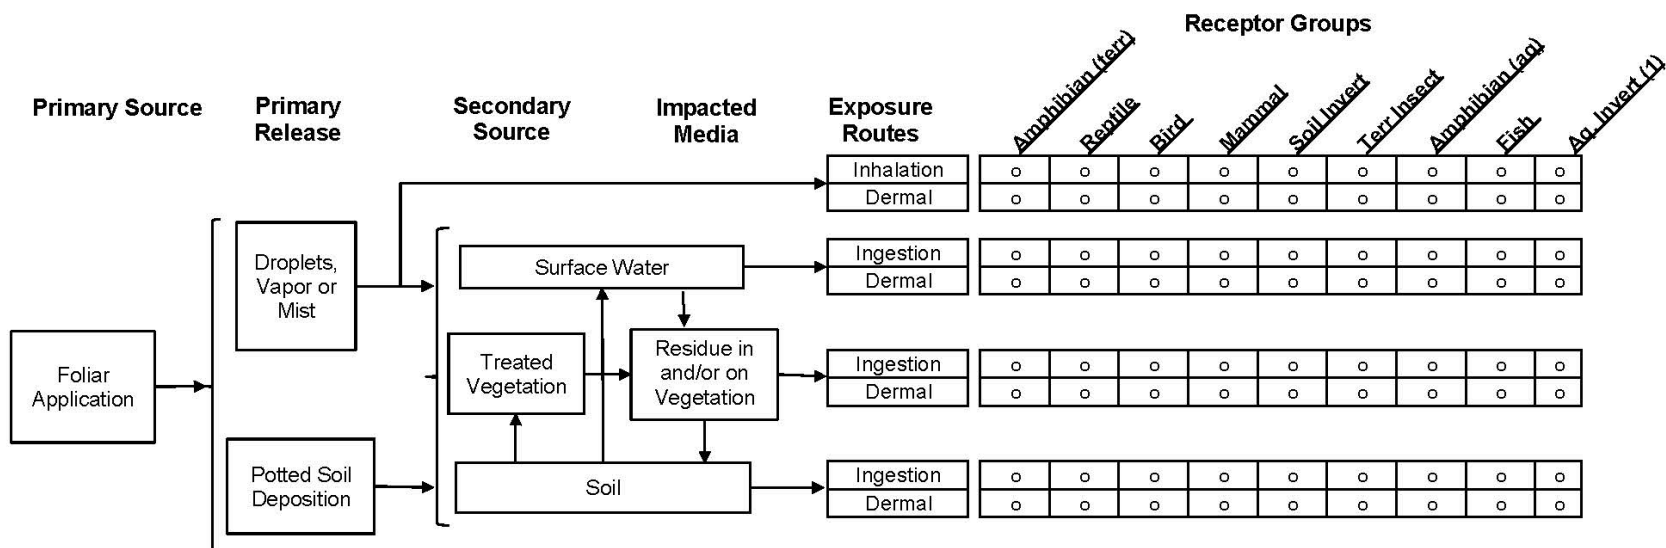 Receptor Groups
Primary Source
Primary
Release
Secondary
Source
Impacted
Media
Exposure
Routes
Amphibian (terr)
Reptile
Bird
Mammal
Soil Invert
Terr Insect
Amphibian (aq)
Fish
Aq. Invert (1)
Inhalation o o o o o o o o o
Dermal o o o o o o o o o
Droplets,
Vapor or
Mist
Surface Water
Ingestion o o o o o o o o o
Dermal o o o o o o o o o
Foliar
Application
Treated
Vegetation
Residue in
and/or on
Vegetation
Ingestion o o o o o o o o o
Dermal o o o o o o o o o
Potted Soil
Deposition
Soil
Ingestion o o o o o o o o o
Dermal o o o o o o o o o